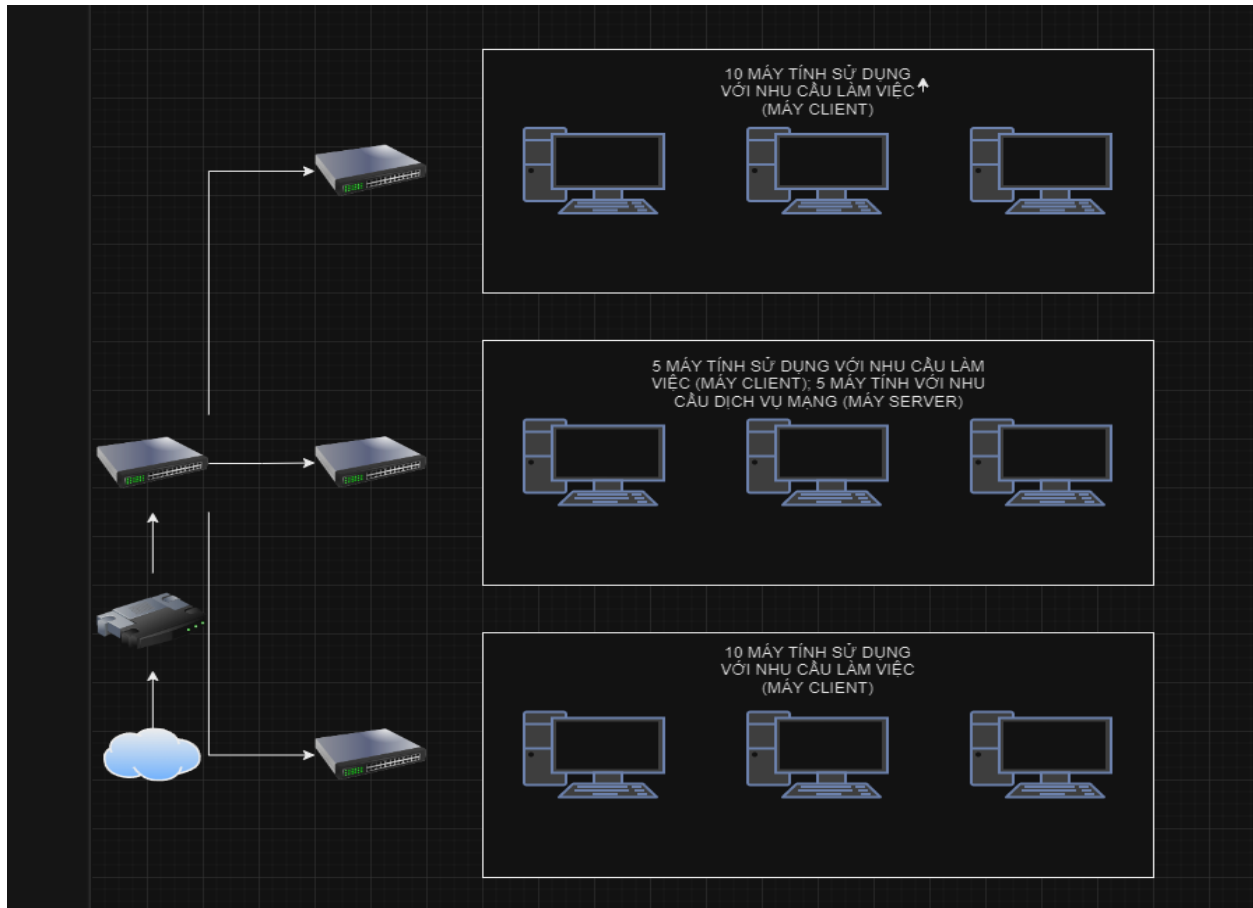 10 MÁY TÍNH SỬ DỤNG
VỚI NHU CẦU LÀM VIỆC
(MÁY CLIENT)
5 MÁY TÍNH SỬ DỤNG VỚI NHU CẦU LÀM
VIỆC (MÁY CLIENT); 5 MÁY TÍNH VỚI NHU
CẦU DỊCH VỤ MẠNG (MÁY SERVER)
10 MÁY TÍNH SỬ DỤNG
VỚI NHU CẦU LÀM VIỆC
(MÁY CLIENT)